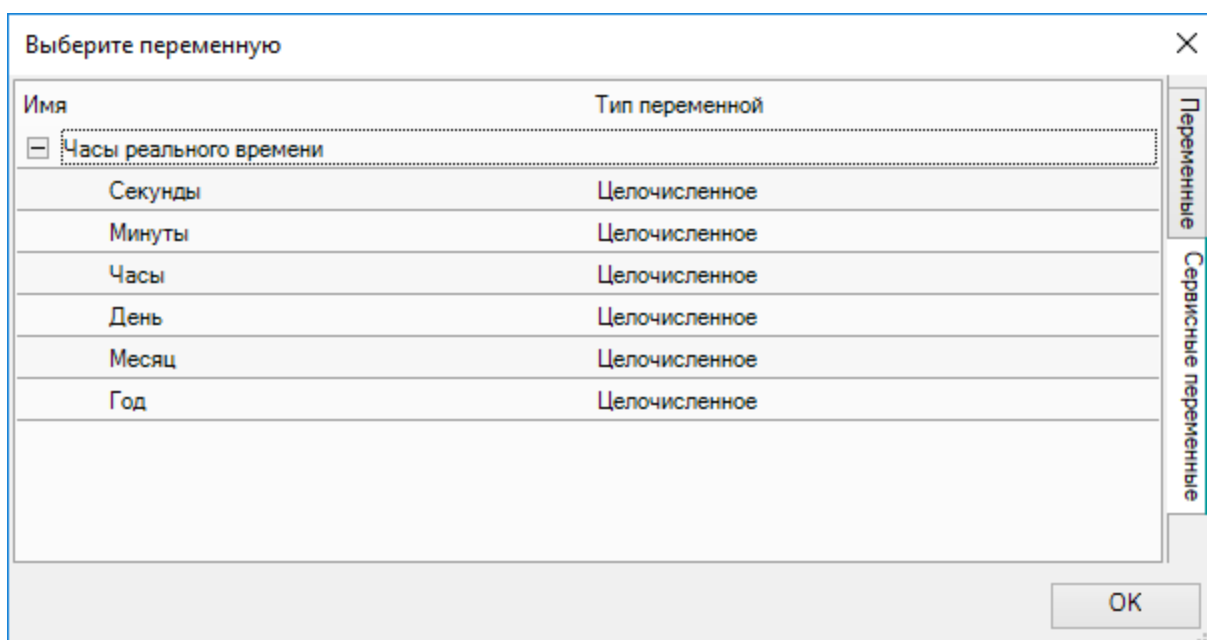 Выберите переменную
Имя Тип переменной
Часы реального времени
Секунды Целочисленное
Минуты Целочисленное
Часы Целочисленное
День Целочисленное
Месяц Целочисленное
Год Целочисленное
Переменные
Сервисные переменные
OK